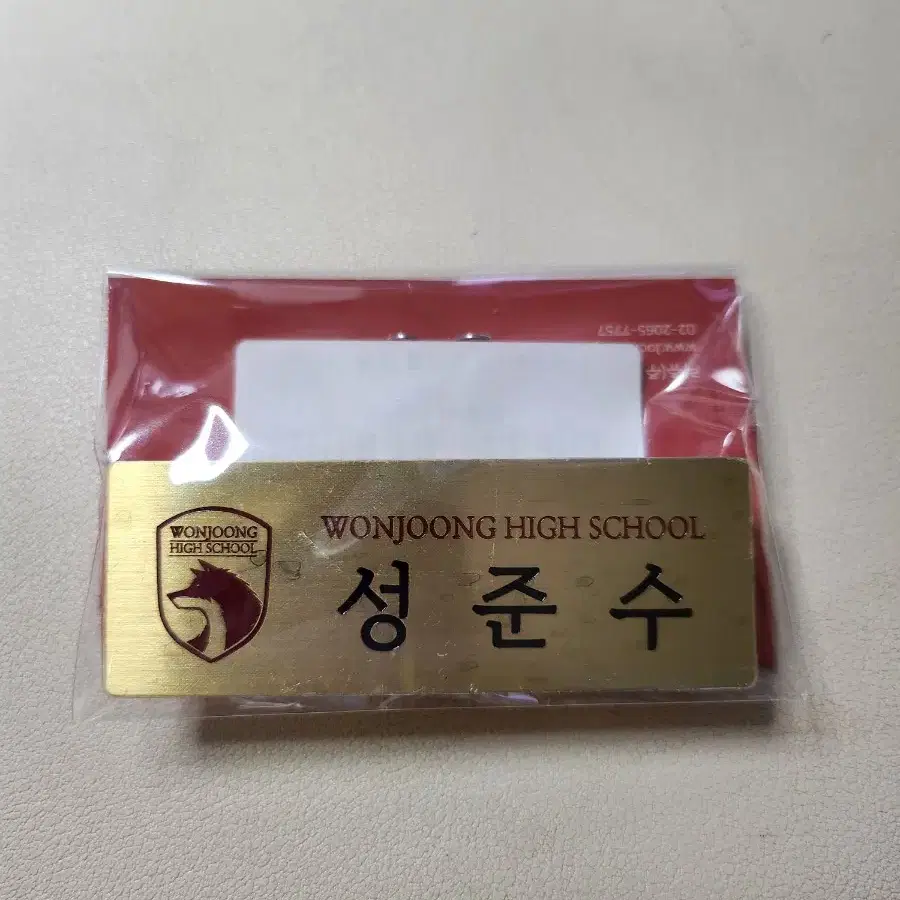 02-2065-7757
WONJOONG
HIGH SCHOOL
WONJOONG HIGH SCHOOL
성 준 수